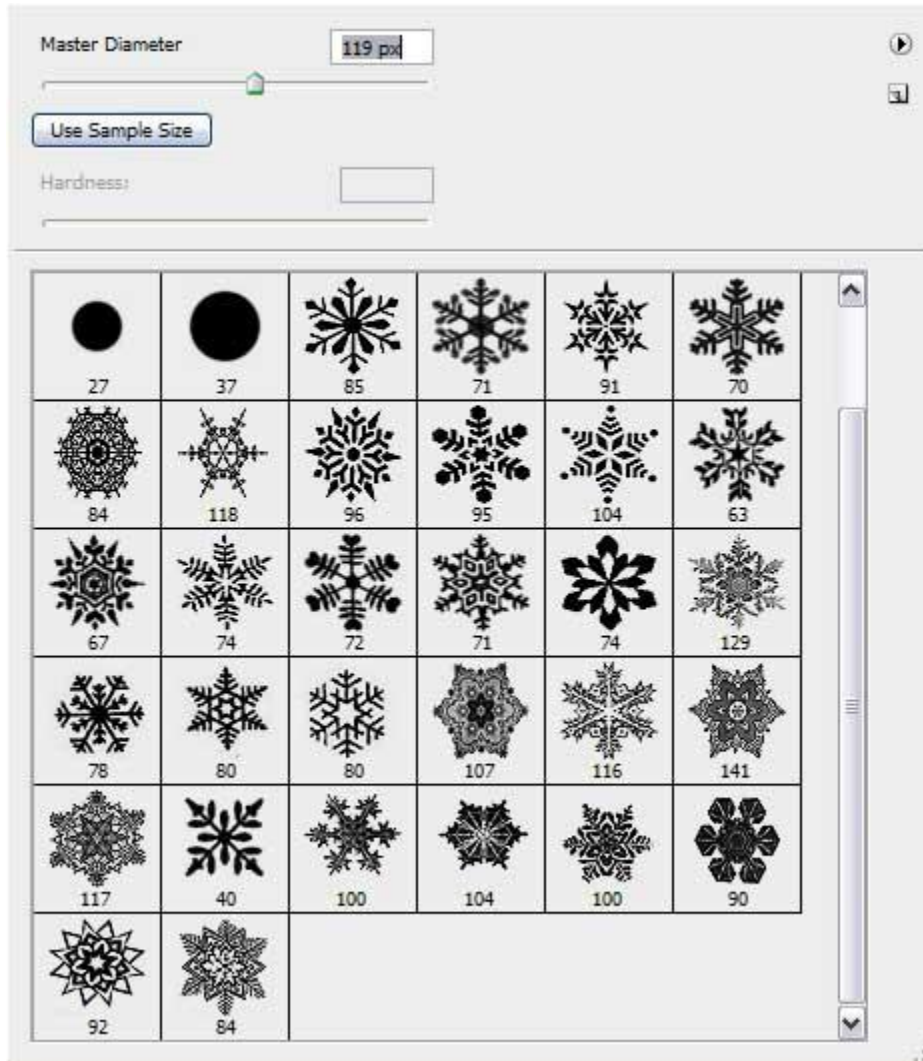 Master Diameter 119 px
Use Sample Size
Hardness:
27 37 85 71 91 70
84 118 96 95 104 63
67 74 72 71 74 129
78 80 80 107 116 141
117 40 100 104 100 90
92 84